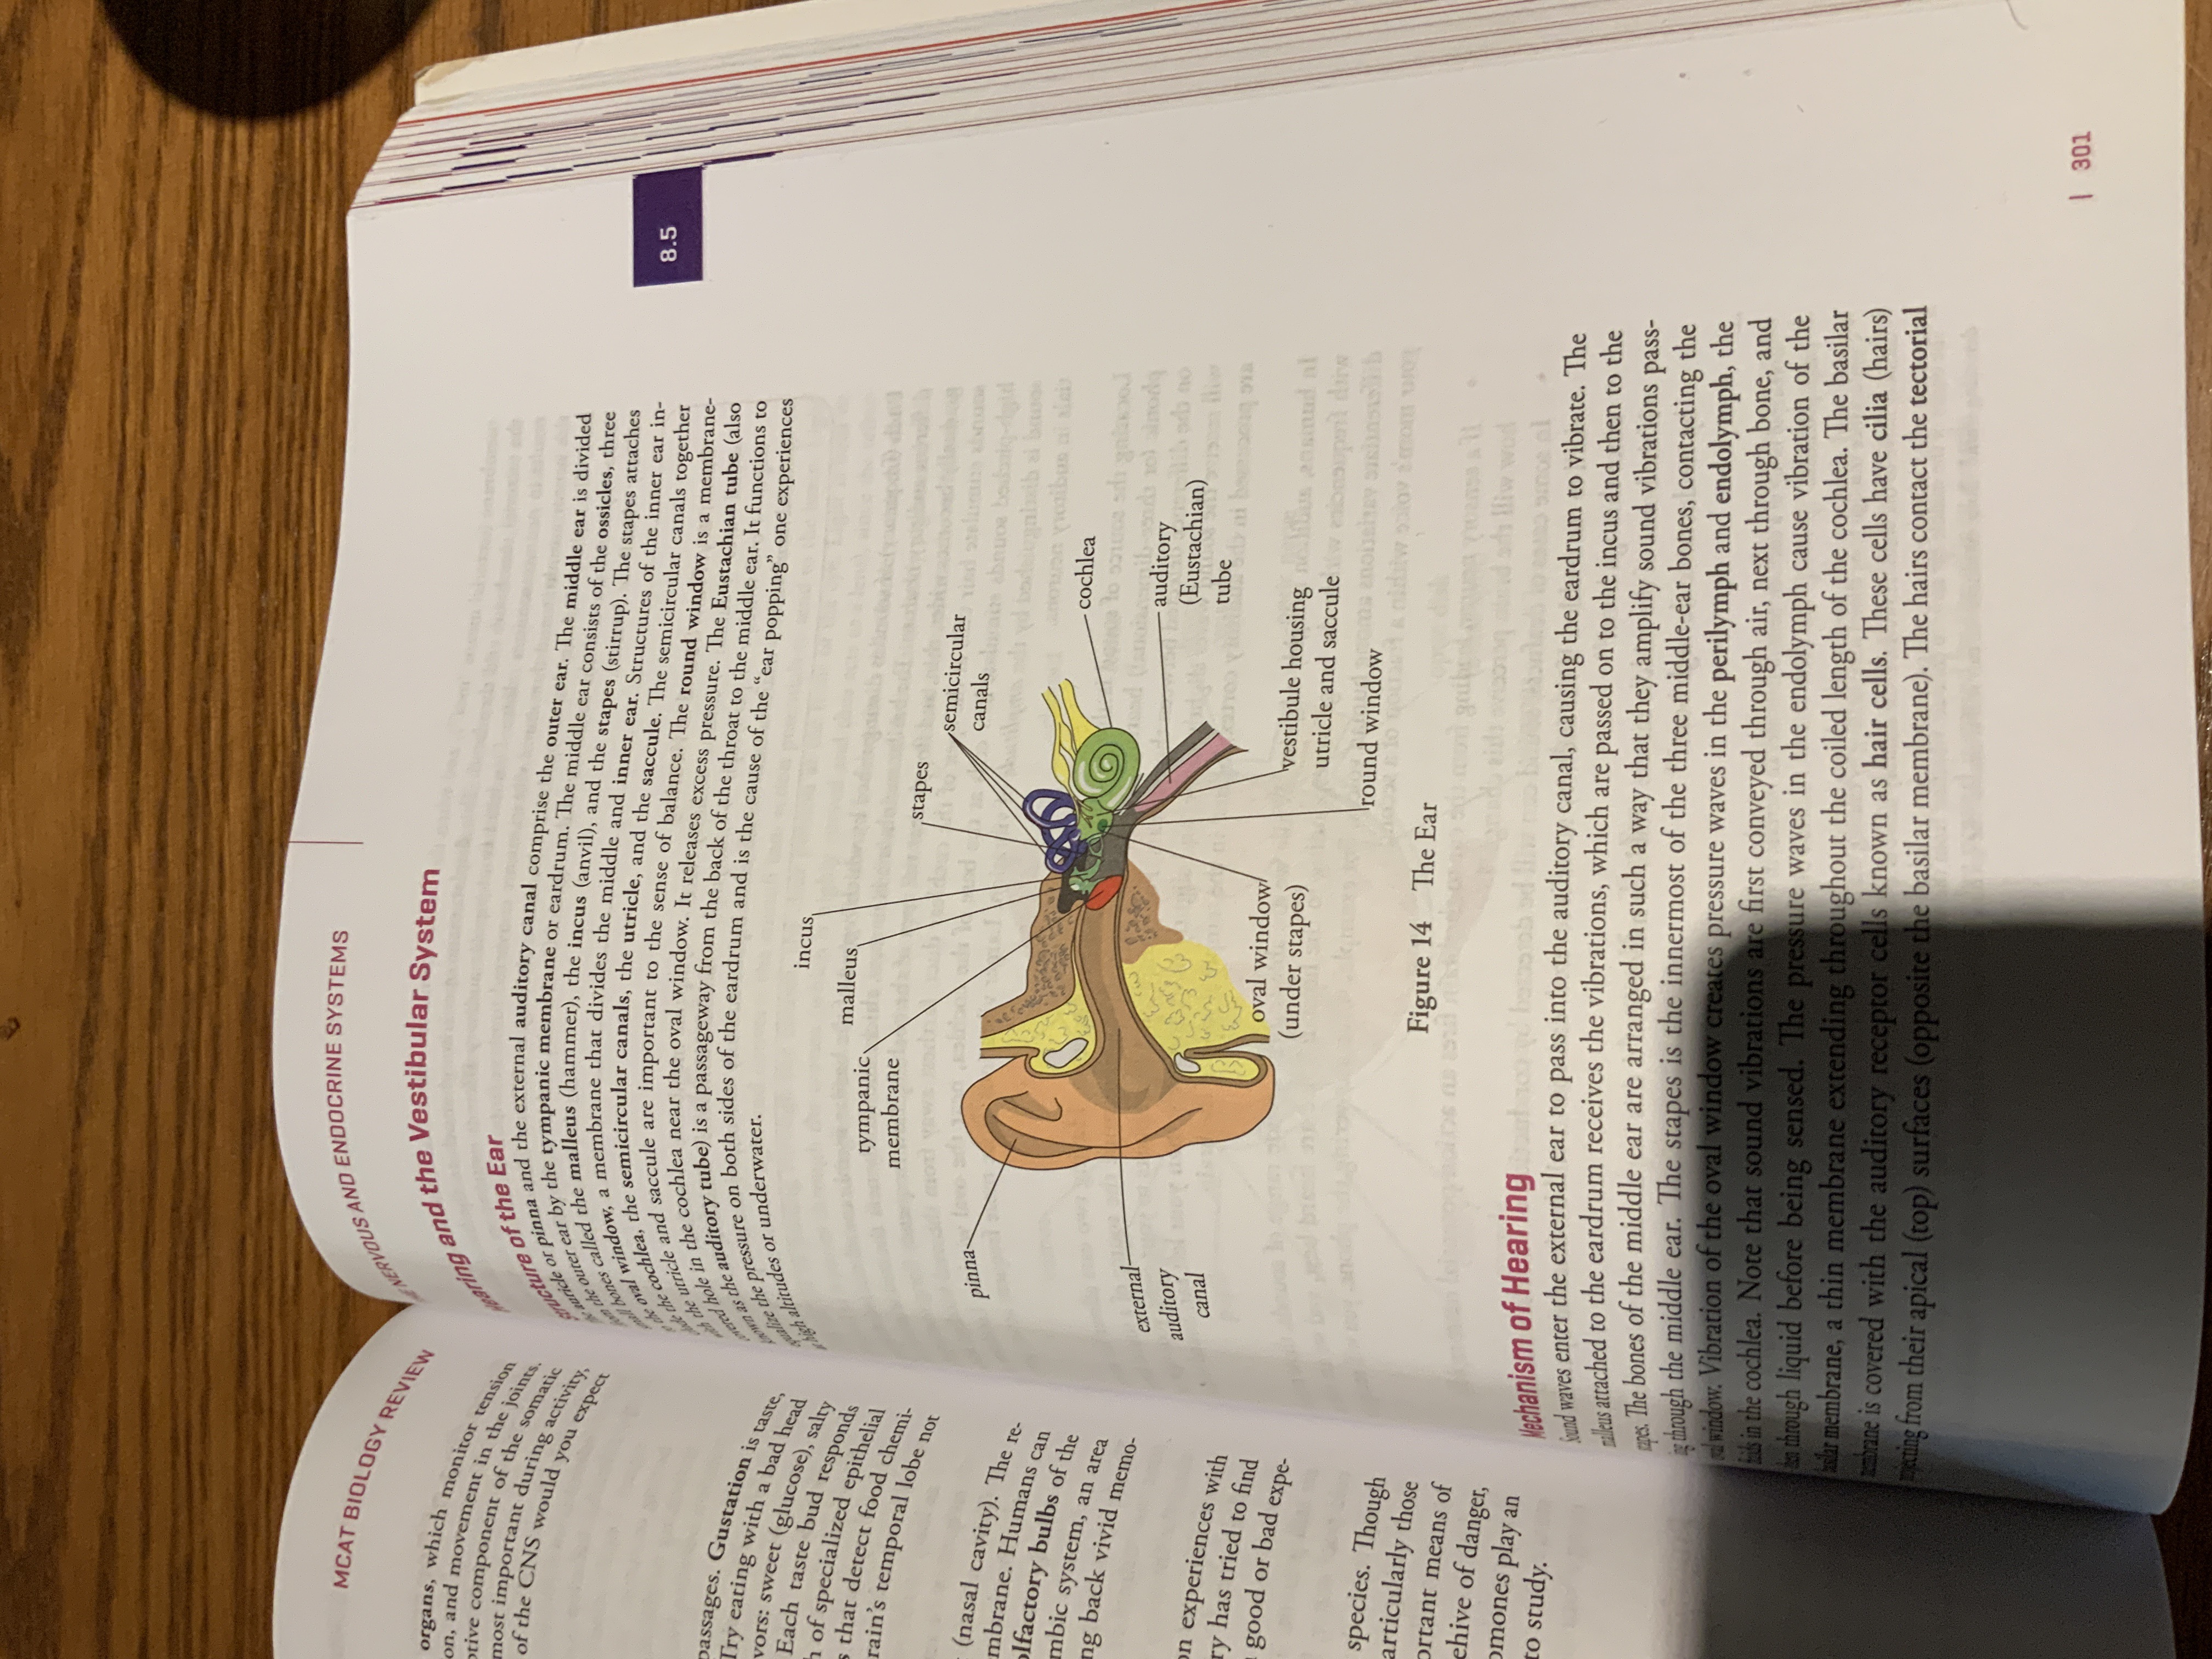 MCAT BIOLOGY REVIEW
organs, which monitor tension
on, and movement in the joints.
ptive component of the somatic
most important during activity,
of the CNS would you expect
passages. Gustation is taste,
Try eating with a bad head
vors: sweet (glucose), salty
Each taste bud responds
of specialized epithelial
s that detect food chemi-
rain's temporal lobe not
(nasal cavity). The re-
mbrane. Humans can
olfactory bulbs of the
mbic system, an area
ng back vivid memo-
on experiences with
ry has tried to find
good or bad expe-
species. Though
articularly those
ortant means of
ehive of danger,
omones play an
to study.
NERVOUS AND ENDOCRINE SYSTEMS
Hearing and the Vestibular System
Structure of the Ear
The auricle or pinna and the external auditory canal comprise the outer ear. The middle ear is divided
from the outer ear by the tympanic membrane or eardrum. The middle ear consists of the ossicles, three
small bones called the malleus (hammer), the incus (anvil), and the stapes (stirrup). The stapes attaches
to the oval window, a membrane that divides the middle and inner ear. Structures of the inner ear in-
clude the cochlea, the semicircular canals, the utricle, and the saccule. The semicircular canals together
with the utricle and saccule are important to the sense of balance. The round window is a membrane-
covered hole in the cochlea near the oval window. It releases excess pressure. The Eustachian tube (also
known as the auditory tube) is a passageway from the back of the throat to the middle ear. It functions to
equalize the pressure on both sides of the eardrum and is the cause of the "ear popping" one experiences
at high altitudes or underwater.
8.5
incus
malleus
tympanic
membrane
stapes
semicircular
canals
pinna
cochlea
external
auditory
canal
auditory
(Eustachian)
tube
oval window
(under stapes)
vestibule housing
utricle and saccule
round window
Figure 14 The Ear
Mechanism of Hearing
Sound waves enter the external ear to pass into the auditory canal, causing the eardrum to vibrate. The
malleus attached to the eardrum receives the vibrations, which are passed on to the incus and then to the
stapes. The bones of the middle ear are arranged in such a way that they amplify sound vibrations pass-
ing through the middle ear. The stapes is the innermost of the three middle-ear bones, contacting the
oval window. Vibration of the oval window creates pressure waves in the perilymph and endolymph, the
fluids in the cochlea. Note that sound vibrations are first conveyed through air, next through bone, and
then through liquid before being sensed. The pressure waves in the endolymph cause vibration of the
basilar membrane, a thin membrane extending throughout the coiled length of the cochlea. The basilar
membrane is covered with the auditory receptor cells known as hair cells. These cells have cilia (hairs)
projecting from their apical (top) surfaces (opposite the basilar membrane). The hairs contact the tectorial
301